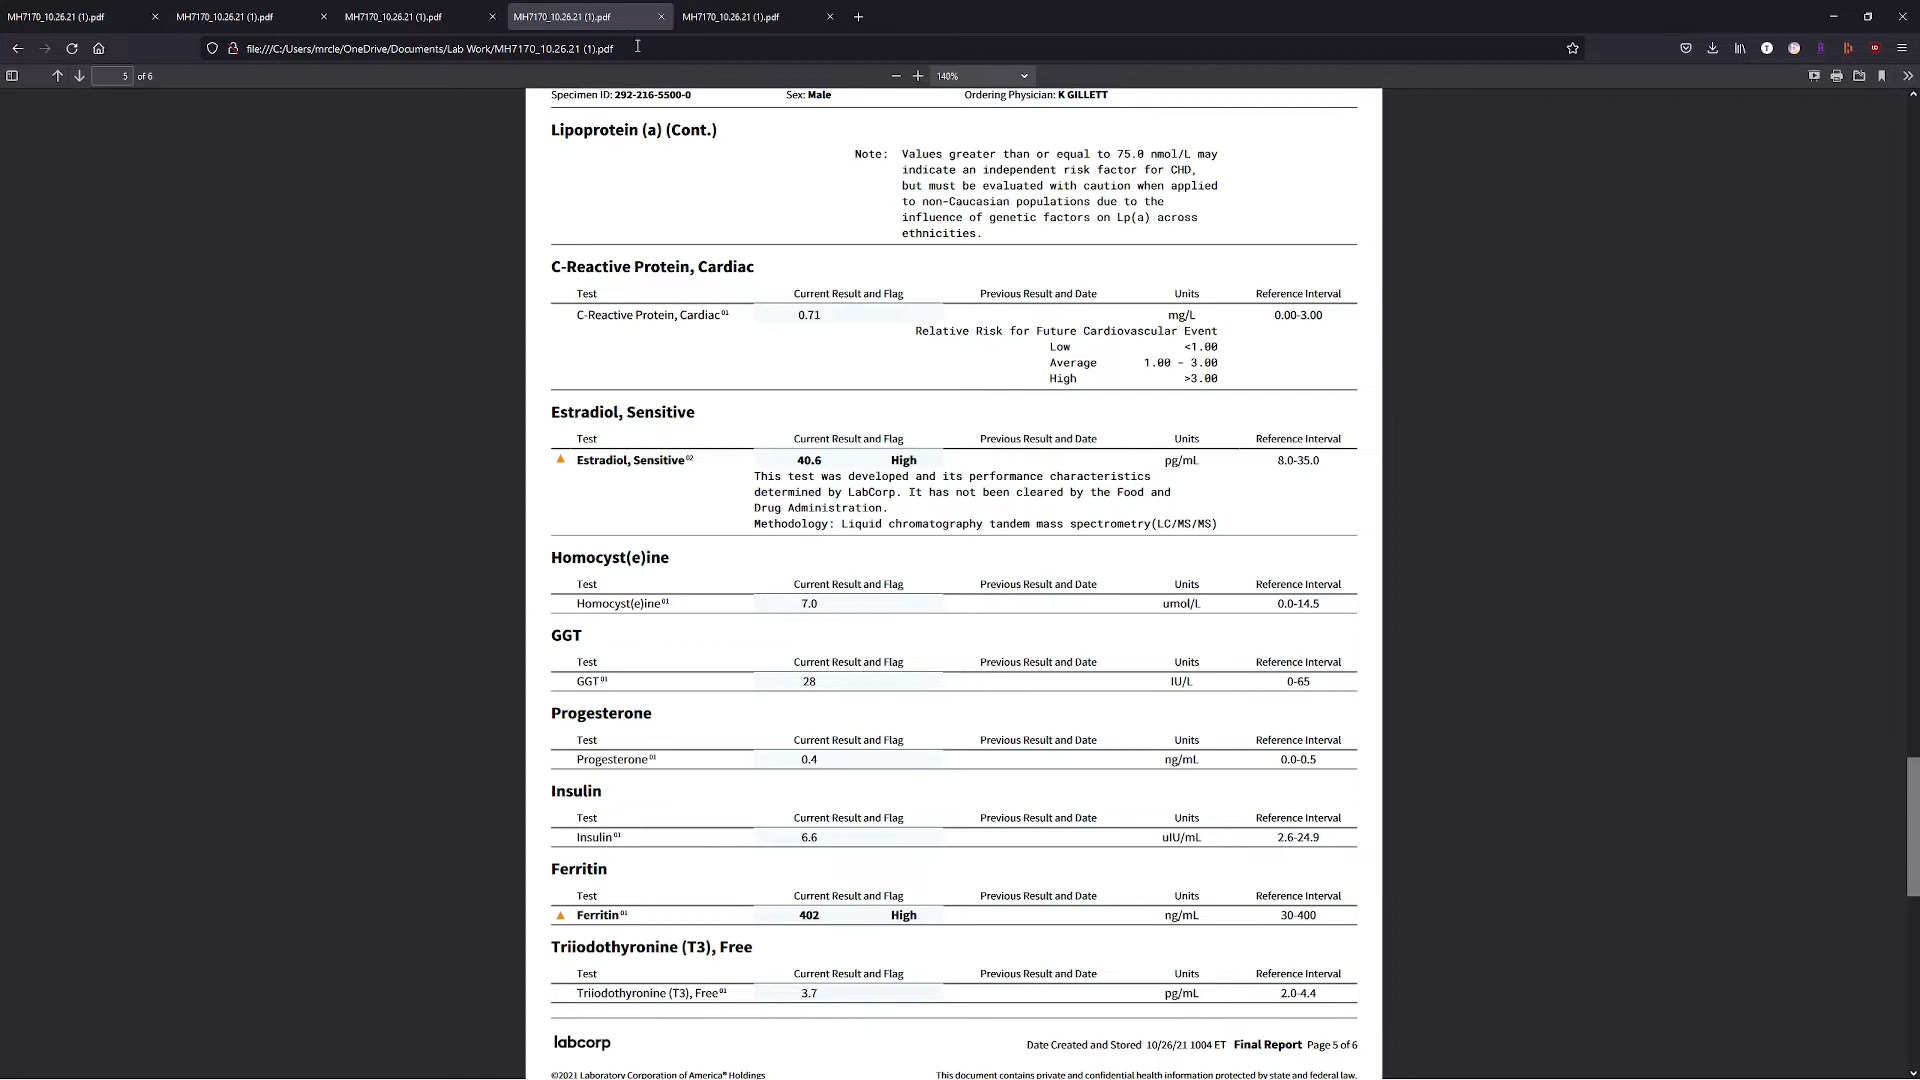 MH7170_10.26.21 (1).pdf MH7170_10.26.21 (1).pdf MH7170_10.26.21 (1).pdf MH7170_10.26.21 (1).pdf MH7170_10.26.21 (1).pdf
file:///C:/Users/mrcle/OneDrive/Documents/Lab Work/MH7170_10.26.21 (1).pdf
5 of 6 140%
Specimen ID: 292-216-5500-0 Sex: Male Ordering Physician: K GILLETT
Lipoprotein (a) (Cont.)
Note: Values greater than or equal to 75.0 nmol/L may
indicate an independent risk factor for CHD,
but must be evaluated with caution when applied
to non-Caucasian populations due to the
influence of genetic factors on Lp(a) across
ethnicities.
C-Reactive Protein, Cardiac
Test Current Result and Flag Previous Result and Date Units Reference Interval
C-Reactive Protein, Cardiac 01 0.71 mg/L 0.00-3.00
Relative Risk for Future Cardiovascular Event
Low <1.00
Average 1.00 - 3.00
High >3.00
Estradiol, Sensitive
Test Current Result and Flag Previous Result and Date Units Reference Interval
▲ Estradiol, Sensitive 02 40.6 High pg/mL 8.0-35.0
This test was developed and its performance characteristics
determined by LabCorp. It has not been cleared by the Food and
Drug Administration.
Methodology: Liquid chromatography tandem mass spectrometry(LC/MS/MS)
Homocyst(e)ine
Test Current Result and Flag Previous Result and Date Units Reference Interval
Homocyst(e)ine 01 7.0 umol/L 0.0-14.5
GGT
Test Current Result and Flag Previous Result and Date Units Reference Interval
GGT 01 28 IU/L 0-65
Progesterone
Test Current Result and Flag Previous Result and Date Units Reference Interval
Progesterone 01 0.4 ng/mL 0.0-0.5
Insulin
Test Current Result and Flag Previous Result and Date Units Reference Interval
Insulin 01 6.6 uIU/mL 2.6-24.9
Ferritin
Test Current Result and Flag Previous Result and Date Units Reference Interval
▲ Ferritin 01 402 High ng/mL 30-400
Triiodothyronine (T3), Free
Test Current Result and Flag Previous Result and Date Units Reference Interval
Triiodothyronine (T3), Free 01 3.7 pg/mL 2.0-4.4
labcorp Date Created and Stored 10/26/21 1004 ET Final Report Page 5 of 6
©2021 Laboratory Corporation of America® Holdings This document contains private and confidential health information protected by state and federal law.